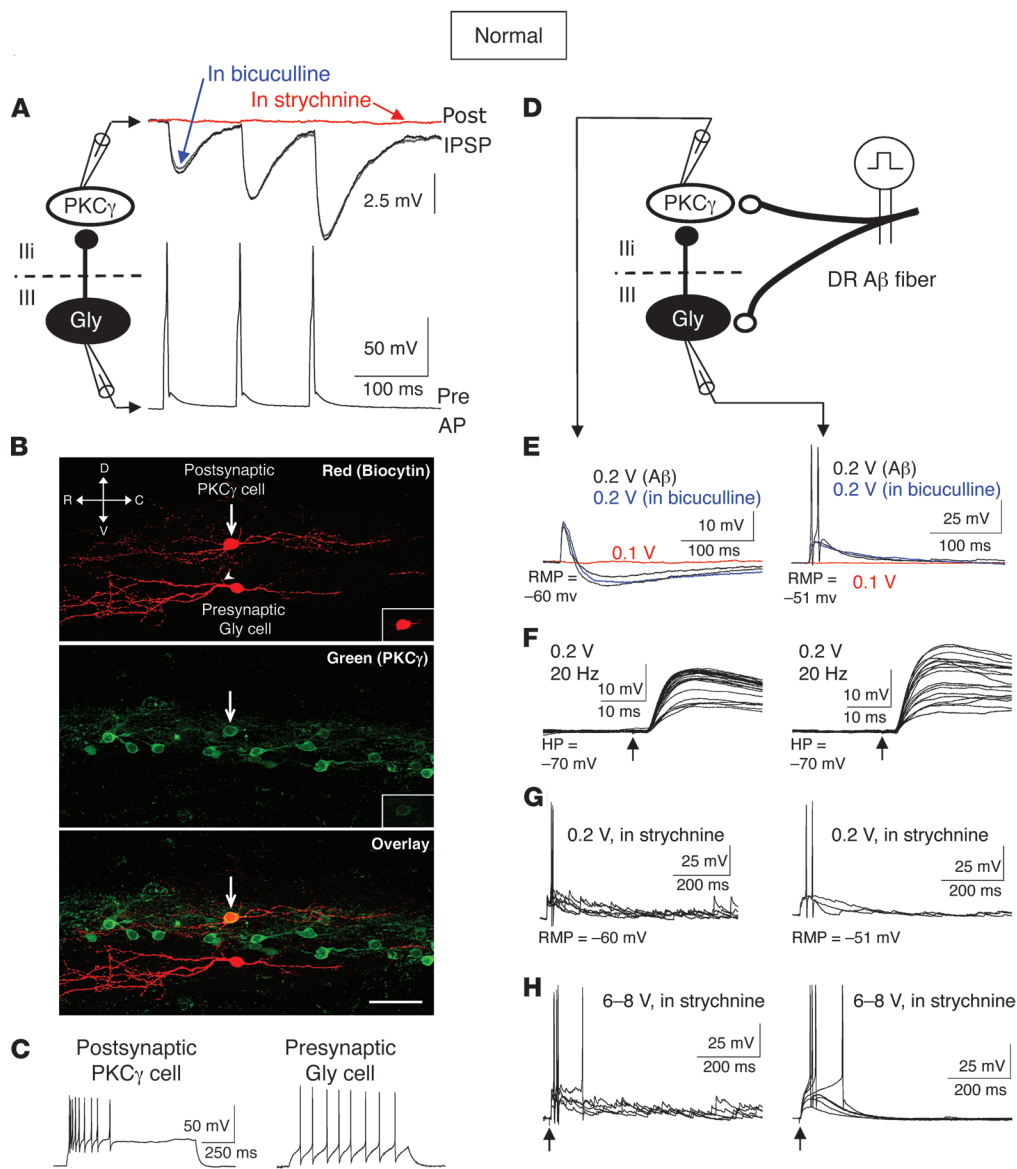 Normal
A
In bicuculline
In strychnine
Post
IPSP
2.5 mV
PKCγ
IIi
III
Gly
50 mV
100 ms
Pre
AP
B
Red (Biocytin)
Postsynaptic
PKCγ cell
D
R
C
V
Presynaptic
Gly cell
Green (PKCγ)
Overlay
C
Postsynaptic
PKCγ cell
50 mV
250 ms
Presynaptic
Gly cell
D
PKCγ
IIi
III
Gly
DR Aβ fiber
E
0.2 V (Aβ)
0.2 V (in bicuculline)
10 mV
100 ms
0.1 V
RMP =
–60 mv
0.2 V (Aβ)
0.2 V (in bicuculline)
25 mV
100 ms
RMP =
–51 mv
0.1 V
F
0.2 V
20 Hz
10 mV
10 ms
HP =
–70 mV
0.2 V
20 Hz
10 mV
10 ms
HP =
–70 mV
G
0.2 V, in strychnine
25 mV
200 ms
RMP = –60 mV
0.2 V, in strychnine
25 mV
200 ms
RMP = –51 mV
H
6–8 V, in strychnine
25 mV
200 ms
6–8 V, in strychnine
25 mV
200 ms